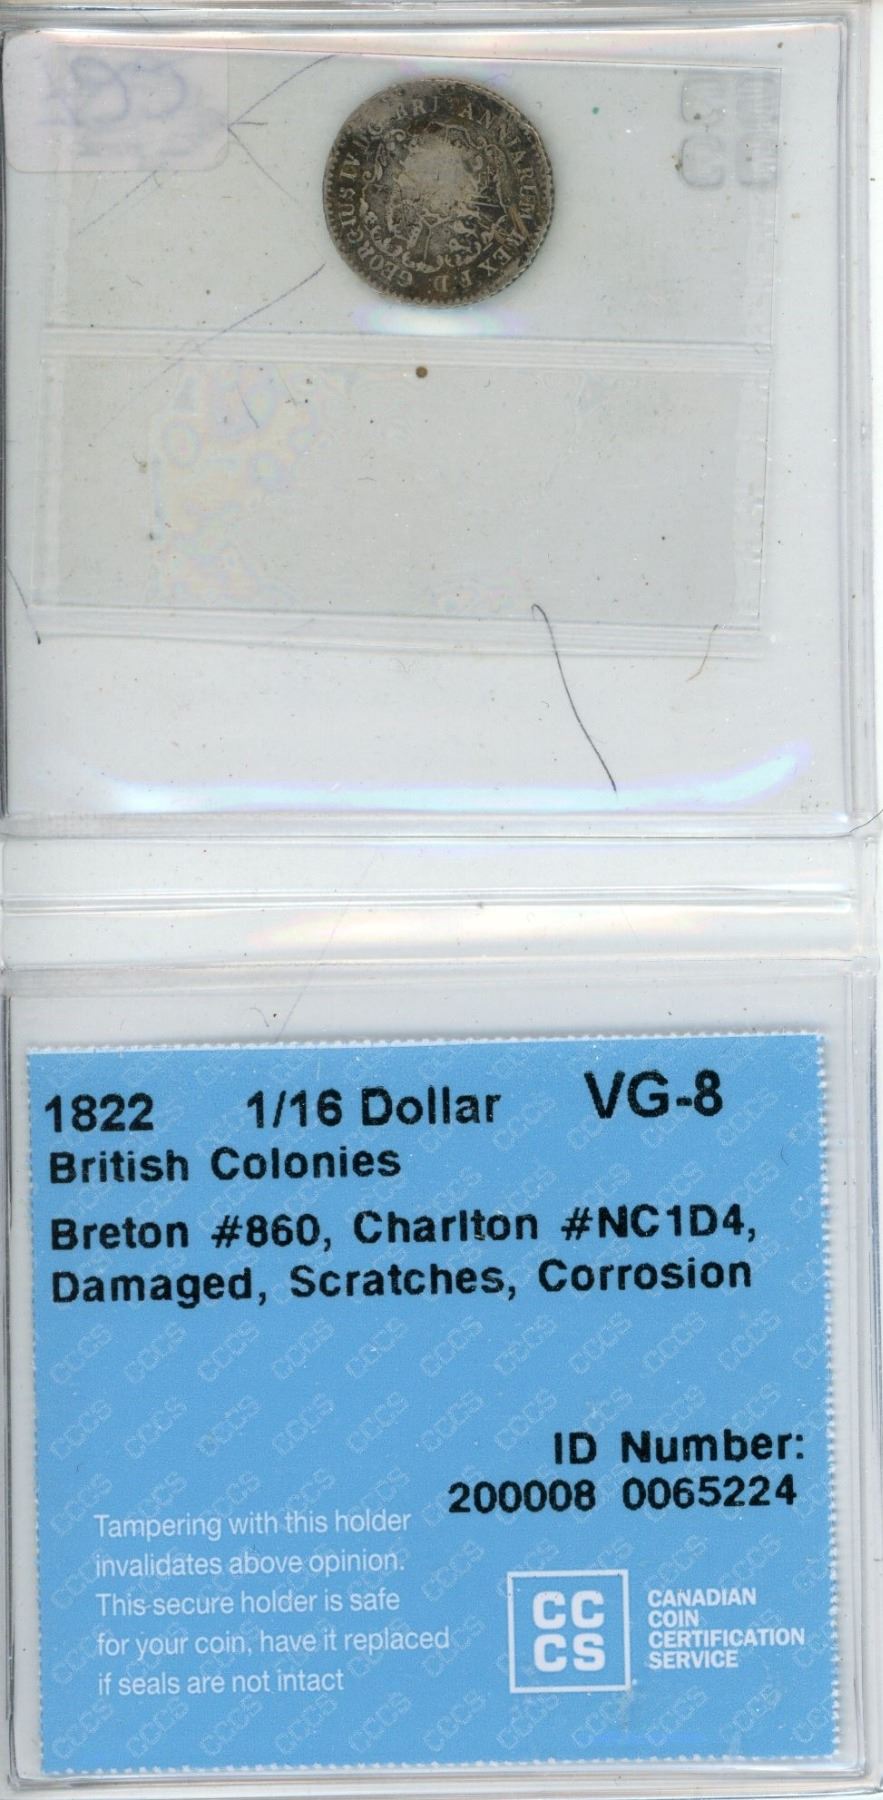 GEORGIUS IV D.G. BRITANNIARUM REX F.D.
1822 1/16 Dollar VG-8
British Colonies
Breton #860, Charlton #NC1D4,
Damaged, Scratches, Corrosion
ID Number:
200008 0065224
Tampering with this holder
invalidates above opinion.
This secure holder is safe
for your coin, have it replaced
if seals are not intact
CC
CS
CANADIAN
COIN
CERTIFICATION
SERVICE